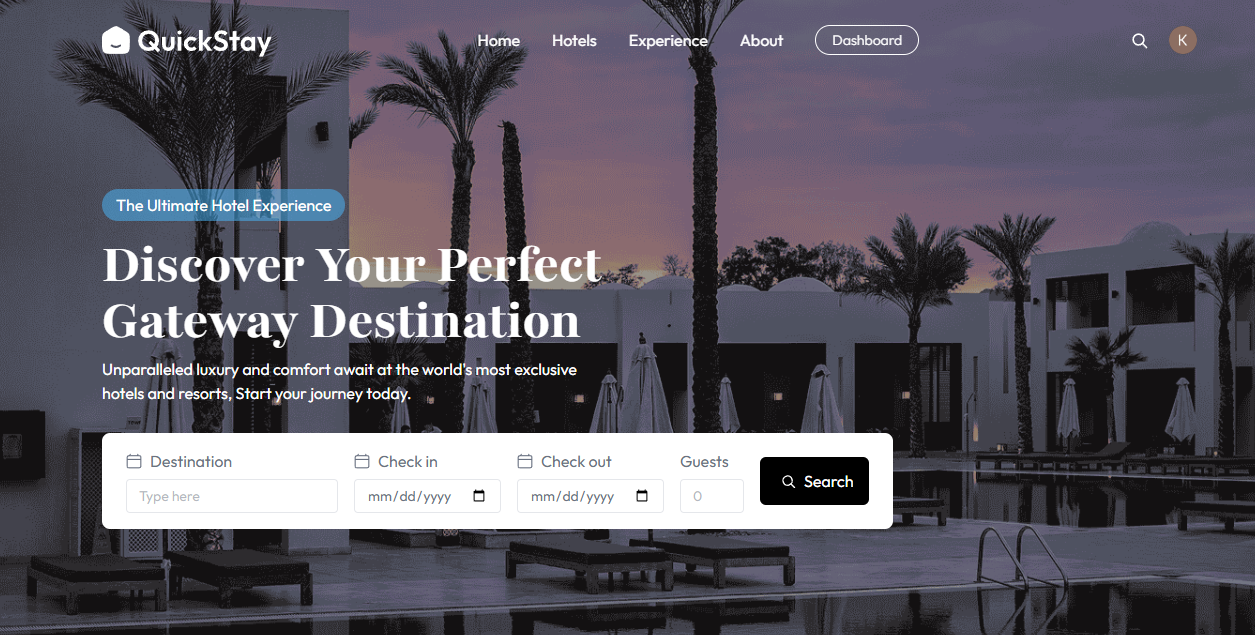 QuickStay
Home Hotels Experience About Dashboard
K
The Ultimate Hotel Experience
Discover Your Perfect
Gateway Destination
Unparalleled luxury and comfort await at the world's most exclusive
hotels and resorts, Start your journey today.
Destination Check in Check out Guests
Type here mm/dd/yyyy mm/dd/yyyy 0
Search